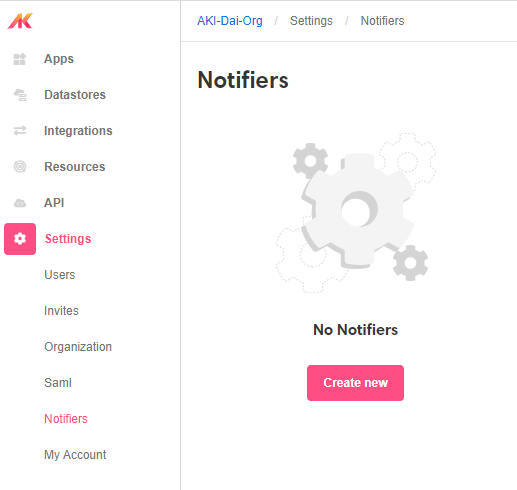 AK
Apps
Datastores
Integrations
Resources
API
Settings
Users
Invites
Organization
Saml
Notifiers
My Account
AKI-Dai-Org / Settings / Notifiers
Notifiers
No Notifiers
Create new